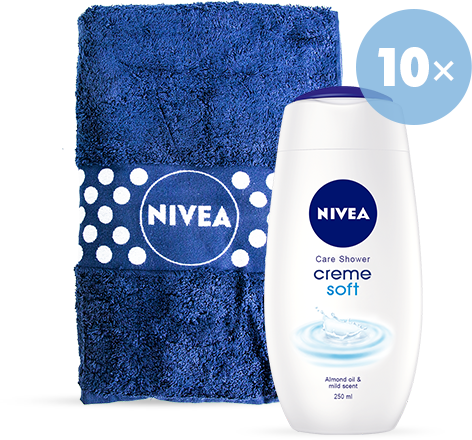 10×
NIVEA
NIVEA
Care Shower
creme
soft
Almond oil &
mild scent
250 ml